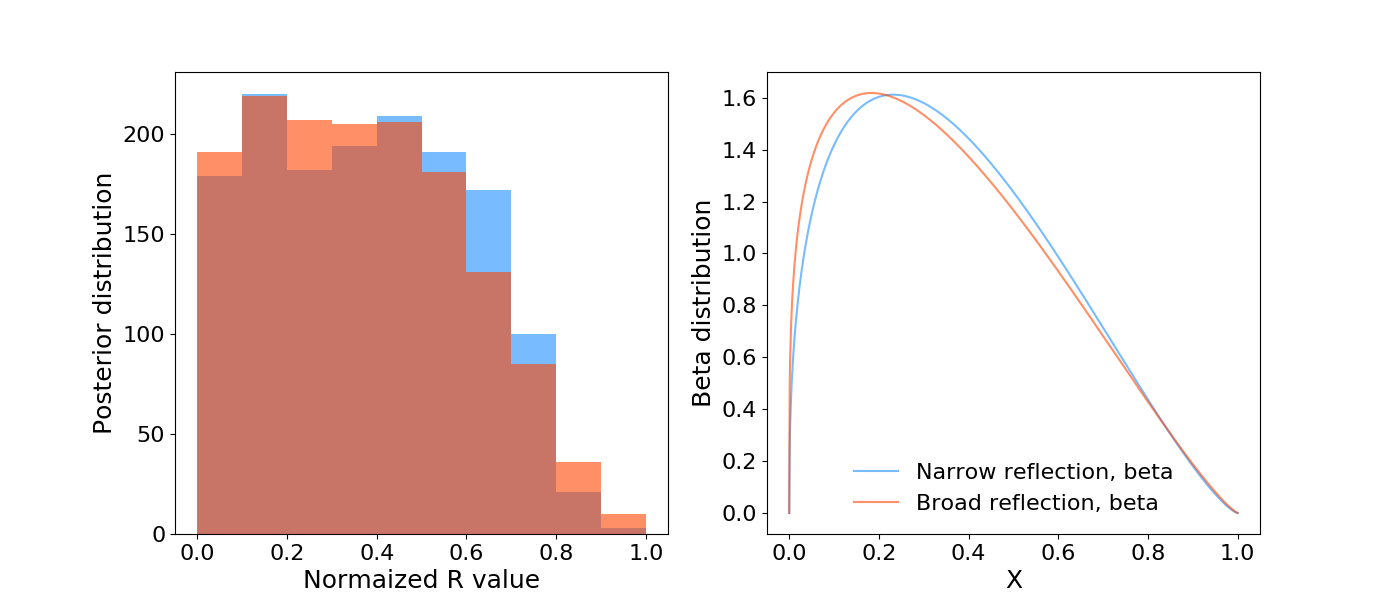 Posterior distribution
200
150
100
50
0
0.0 0.2 0.4 0.6 0.8 1.0
Normaized R value
Beta distribution
1.6
1.4
1.2
1.0
0.8
0.6
0.4
0.2
0.0
Narrow reflection, beta
Broad reflection, beta
0.0 0.2 0.4 0.6 0.8 1.0
X